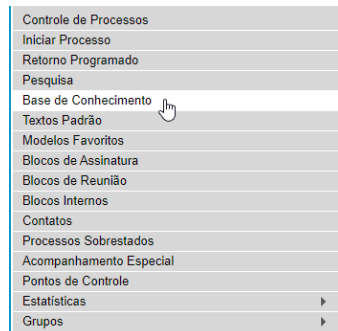 Controle de Processos
Iniciar Processo
Retorno Programado
Pesquisa
Base de Conhecimento
Textos Padrão
Modelos Favoritos
Blocos de Assinatura
Blocos de Reunião
Blocos Internos
Contatos
Processos Sobrestados
Acompanhamento Especial
Pontos de Controle
Estatísticas
Grupos